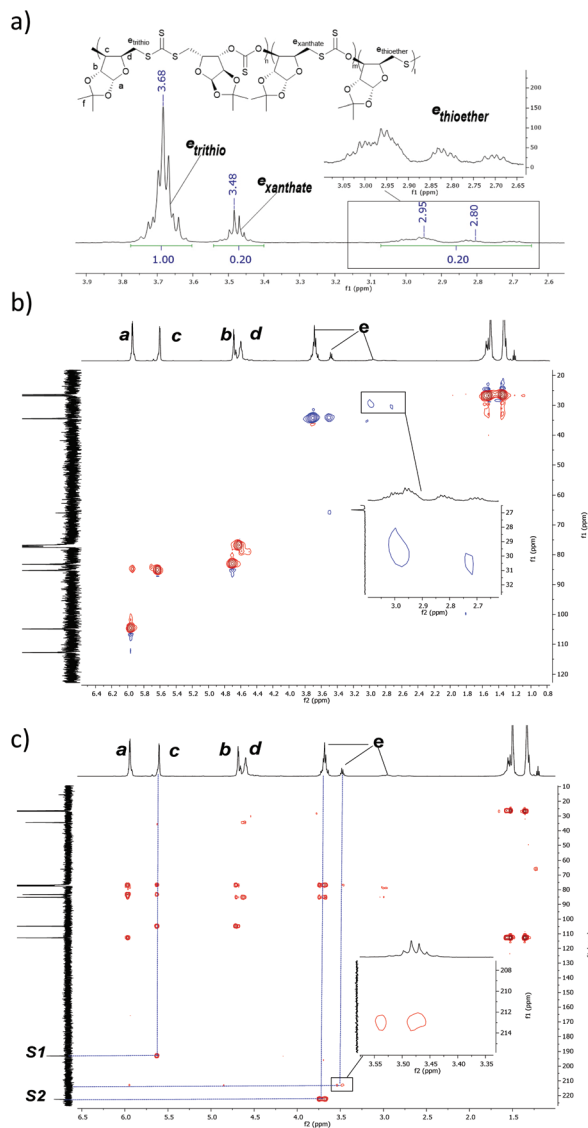 a)
e trithio
e xanthate
e thioether
d
c
b
a
f
O
O
O
O
S
S
S
S
O
O
S
n
O
O
O
O
S
S
O
m
O
O
O
S
l
3.68
e trithio
3.48
e xanthate
e thioether
200
150
100
50
0
3.05 3.00 2.95 2.90 2.85 2.80 2.75 2.70 2.65
f1 (ppm)
2.95
2.80
1.00
0.20
0.20
3.9 3.8 3.7 3.6 3.5 3.4 3.3 3.2 3.1 3.0 2.9 2.8 2.7 2.6
f1 (ppm)
b)
a c b d e
20
30
40
50
60
70
80
90
100
110
120
f1 (ppm)
27
28
29
30
31
32
f1 (ppm)
3.0 2.9 2.8 2.7
f2 (ppm)
6.4 6.2 6.0 5.8 5.6 5.4 5.2 5.0 4.8 4.6 4.4 4.2 4.0 3.8 3.6 3.4 3.2 3.0 2.8 2.6 2.4 2.2 2.0 1.8 1.6 1.4 1.2 1.0 0.8
f2 (ppm)
c)
a c b d e
10
20
30
40
50
60
70
80
90
100
110
120
130
140
150
160
170
180
190
200
210
220
208
210
212
214
f1 (ppm)
3.55 3.50 3.45 3.40 3.35
f2 (ppm)
S1
S2
6.5 6.0 5.5 5.0 4.5 4.0 3.5 3.0 2.5 2.0 1.5 1.0
f2 (ppm)